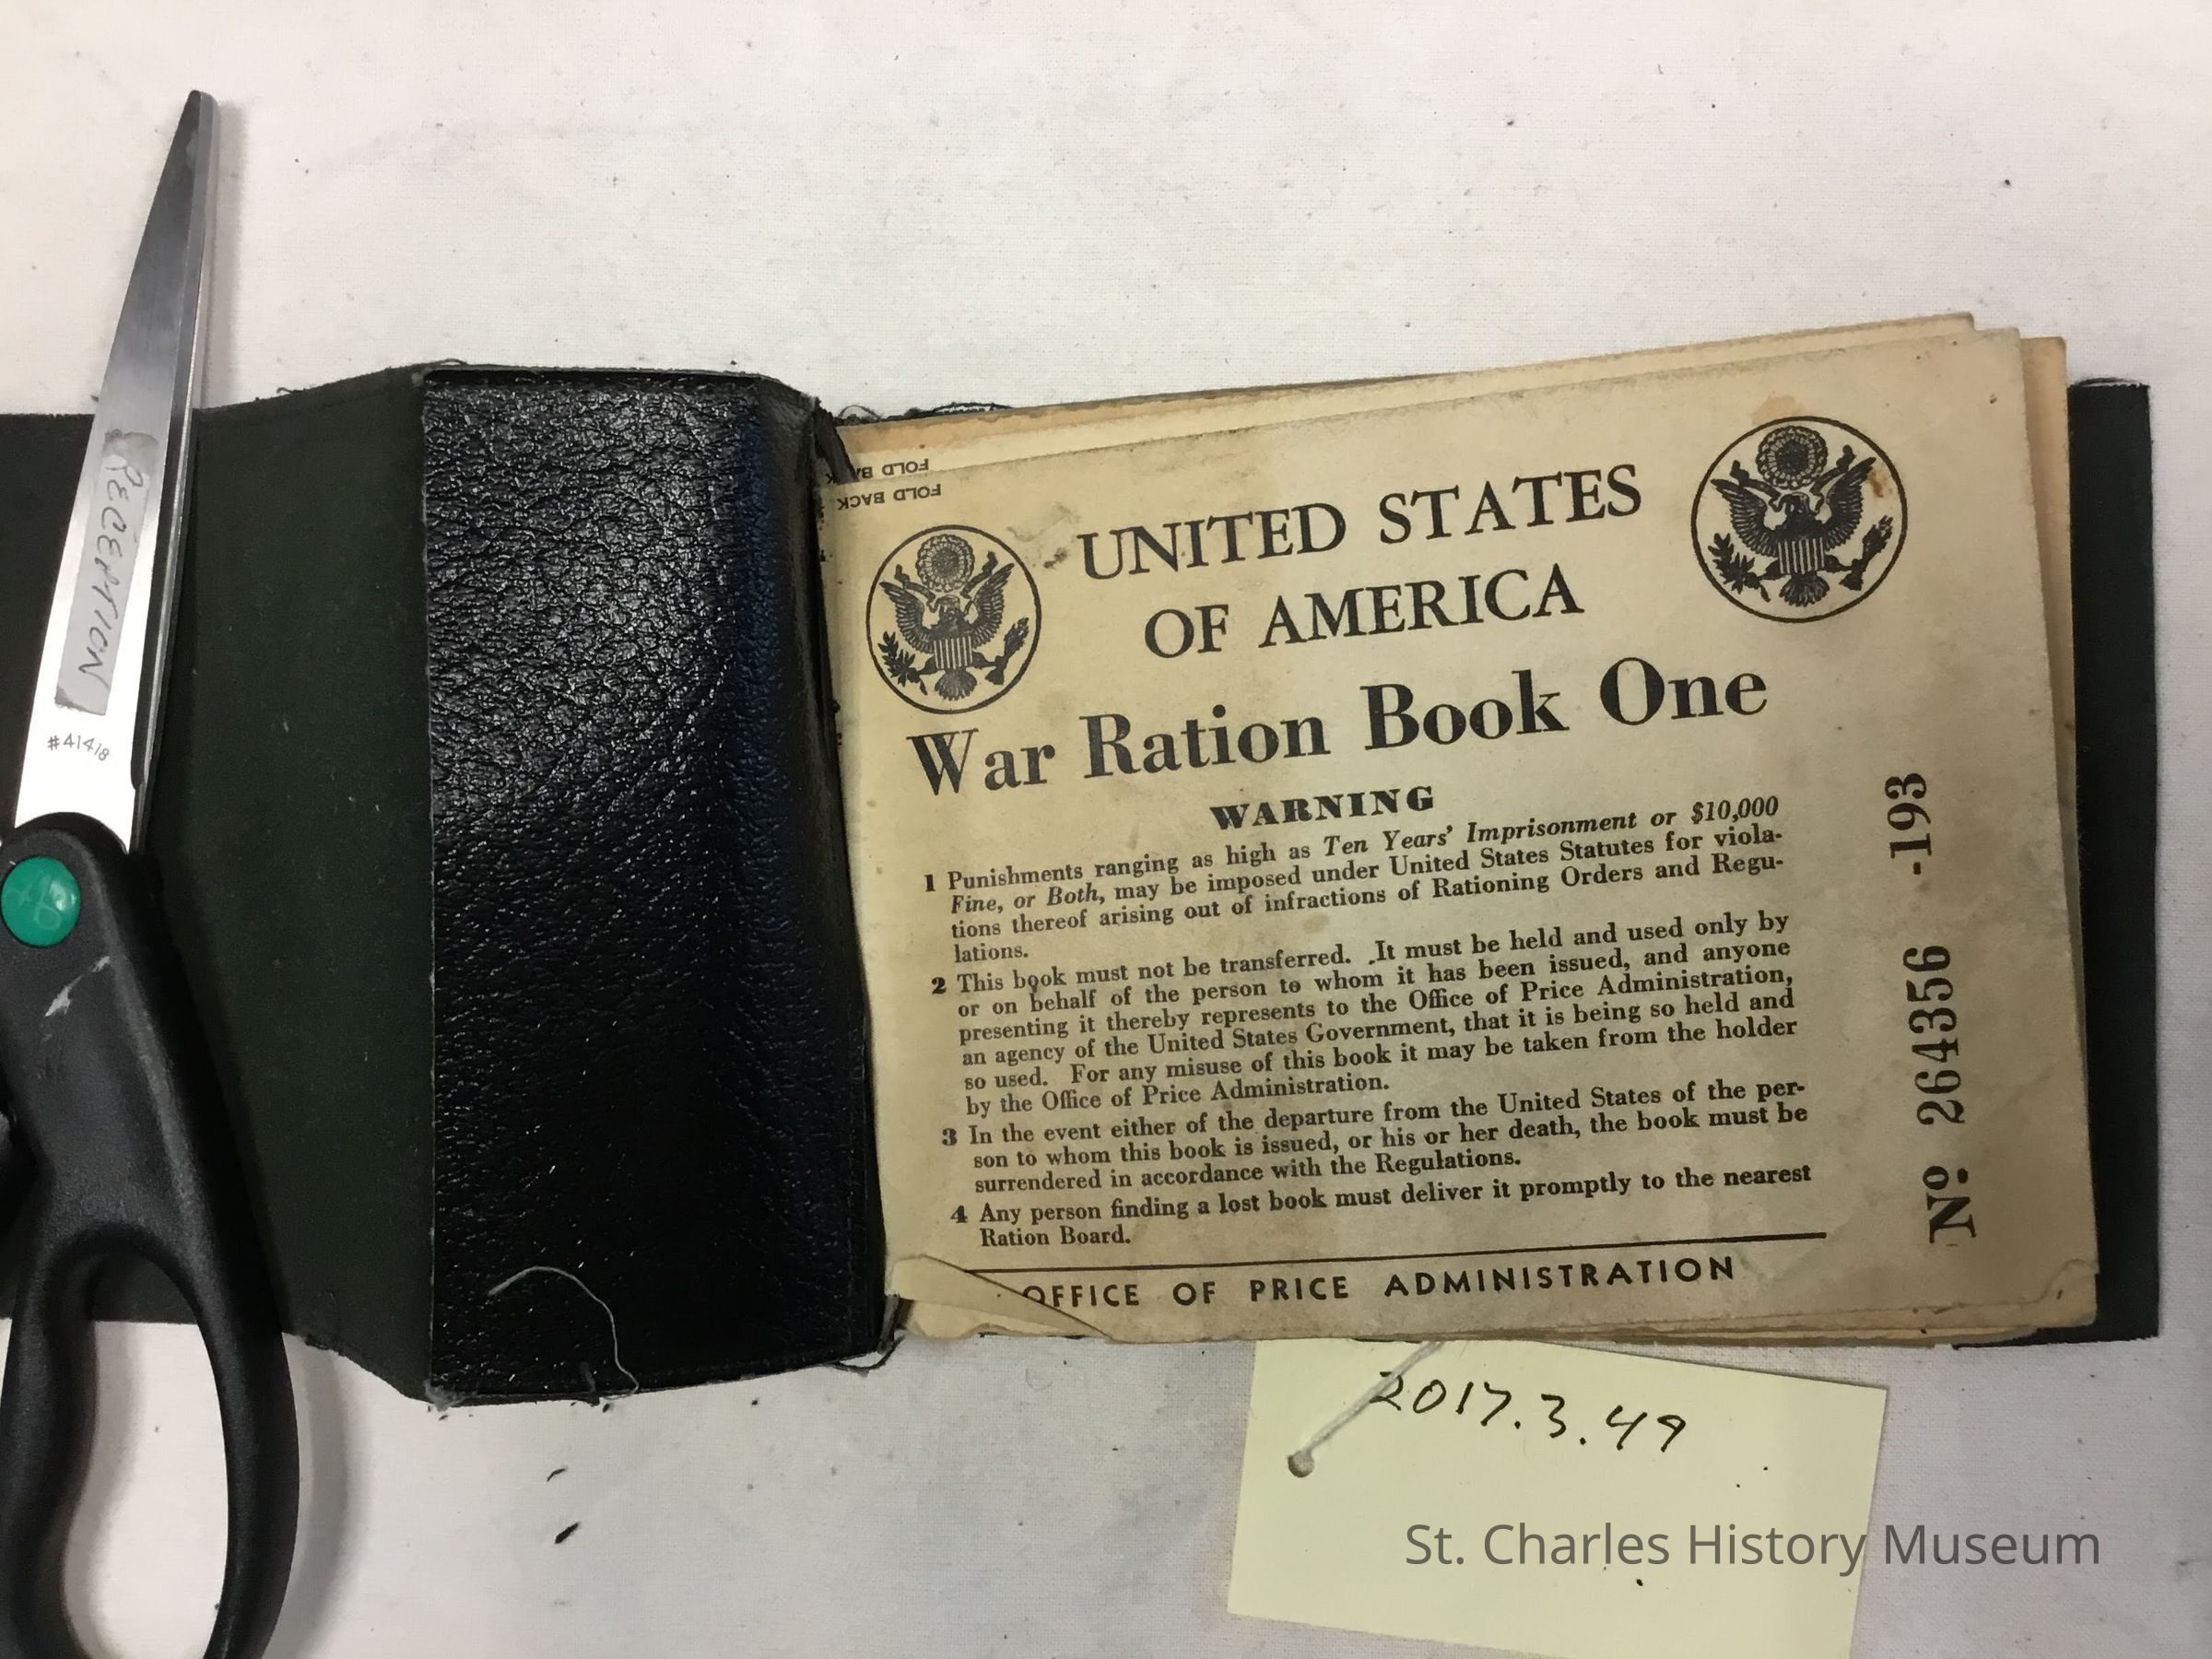 RECEPTION
#41418
FOLD BACK
FOLD BACK
UNITED STATES
OF AMERICA
War Ration Book One
WARNING
1 Punishments ranging as high as Ten Years' Imprisonment or $10,000
Fine, or Both, may be imposed under United States Statutes for viola-
tions thereof arising out of infractions of Rationing Orders and Regu-
lations.
2 This book must not be transferred. It must be held and used only by
or on behalf of the person to whom it has been issued, and anyone
presenting it thereby represents to the Office of Price Administration,
an agency of the United States Government, that it is being so held and
so used. For any misuse of this book it may be taken from the holder
by the Office of Price Administration.
3 In the event either of the departure from the United States of the per-
son to whom this book is issued, or his or her death, the book must be
surrendered in accordance with the Regulations.
4 Any person finding a lost book must deliver it promptly to the nearest
Ration Board.
OFFICE OF PRICE ADMINISTRATION
Nº 264356 -193
2017.3.49
St. Charles History Museum